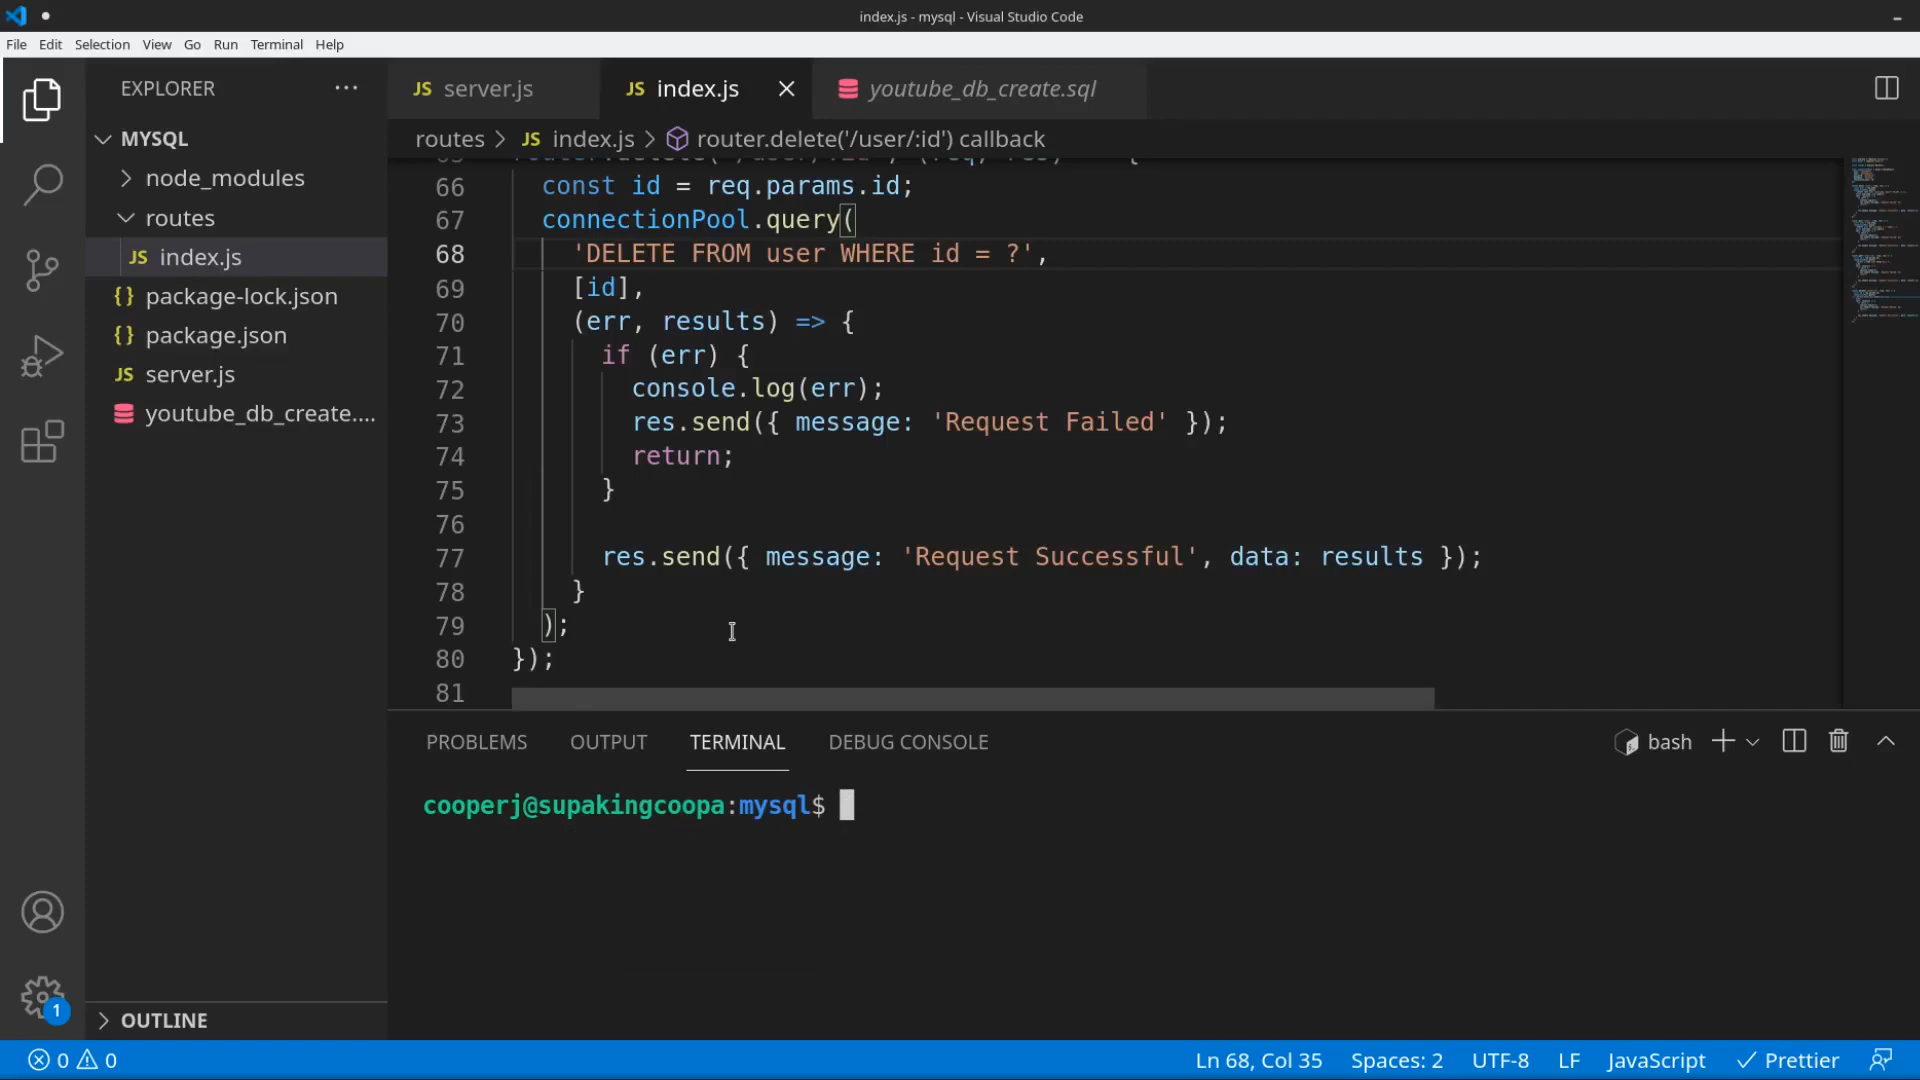 index.js - mysql - Visual Studio Code
File Edit Selection View Go Run Terminal Help
EXPLORER ...
MYSQL
node_modules
routes
JS index.js
{} package-lock.json
{} package.json
JS server.js
youtube_db_create....
OUTLINE
JS server.js
JS index.js
youtube_db_create.sql
routes > JS index.js > router.delete('/user/:id') callback
66 const id = req.params.id;
67 connectionPool.query(
68 'DELETE FROM user WHERE id = ?',
69 [id],
70 (err, results) => {
71 if (err) {
72 console.log(err);
73 res.send({ message: 'Request Failed' });
74 return;
75 }
76
77 res.send({ message: 'Request Successful', data: results });
78 }
79 );
80 });
81
PROBLEMS OUTPUT TERMINAL DEBUG CONSOLE
bash
cooperj@supakingcoopa:mysql$
1
0 0
Ln 68, Col 35 Spaces: 2 UTF-8 LF JavaScript Prettier